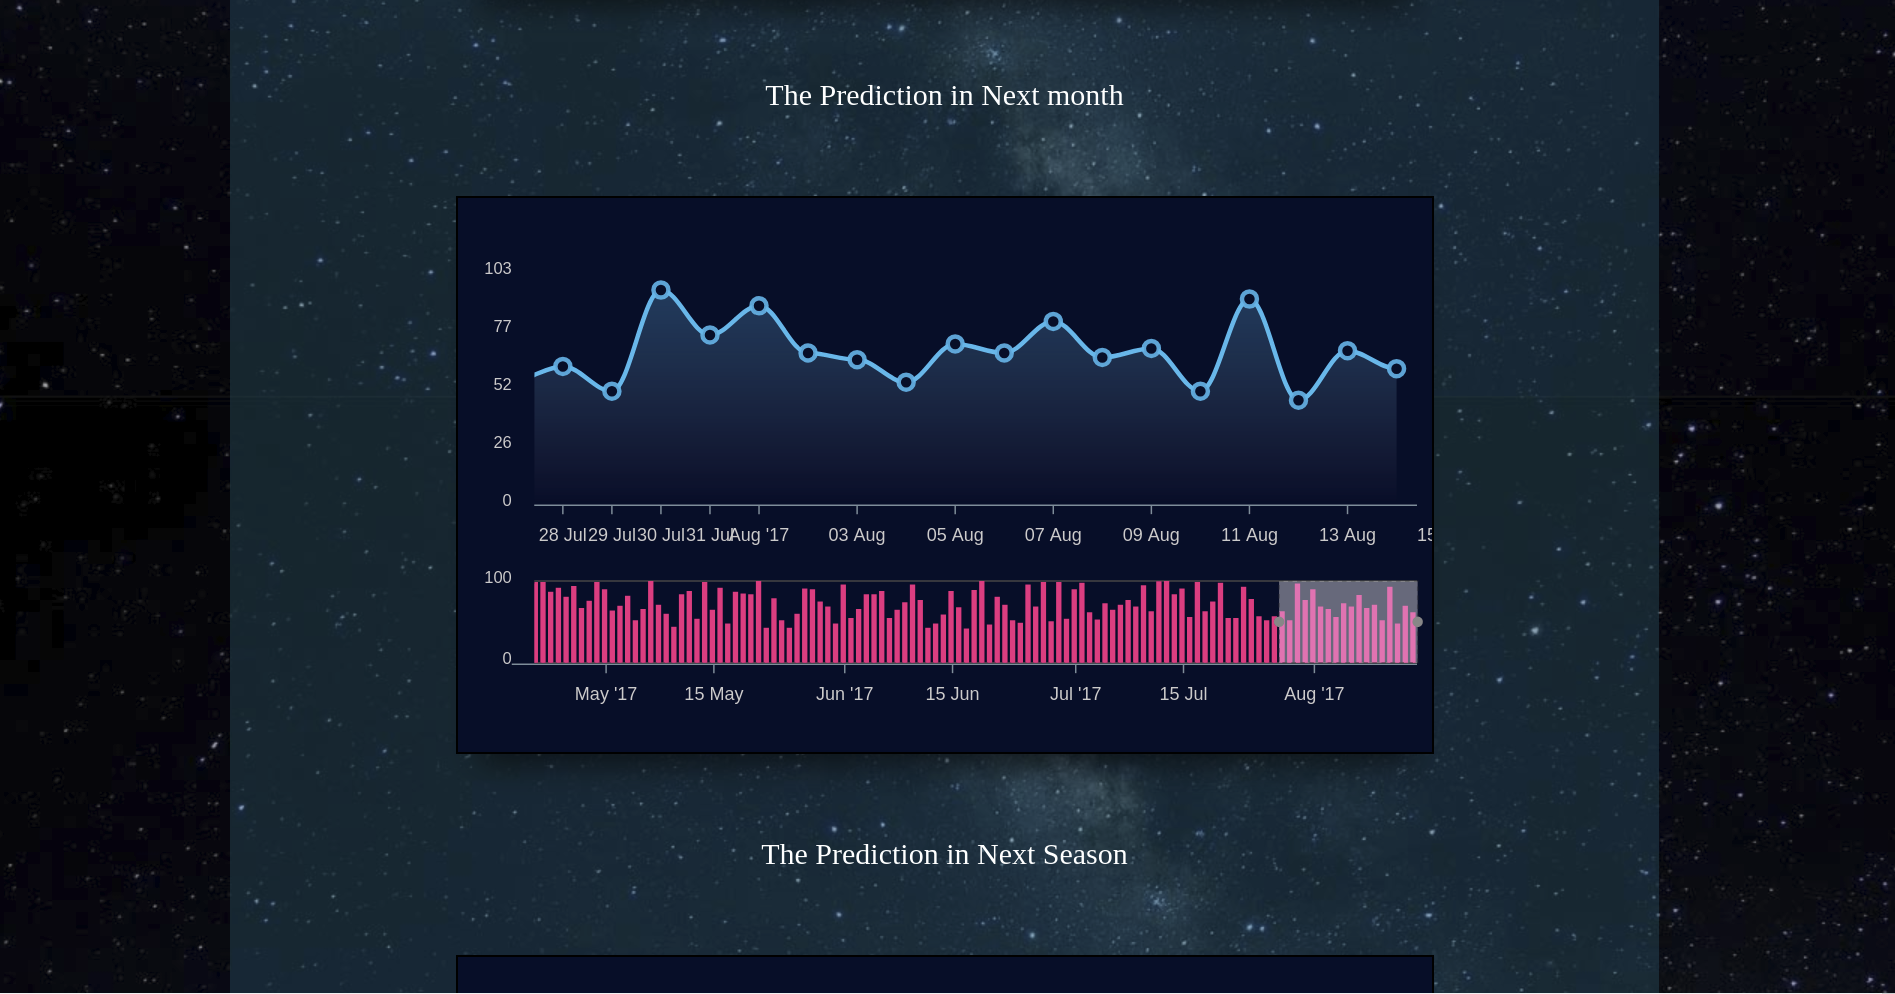 The Prediction in Next month
103
77
52
26
0
28 Jul 29 Jul 30 Jul 31 Jul Aug '17 03 Aug 05 Aug 07 Aug 09 Aug 11 Aug 13 Aug 15
100
0
May '17 15 May Jun '17 15 Jun Jul '17 15 Jul Aug '17
The Prediction in Next Season